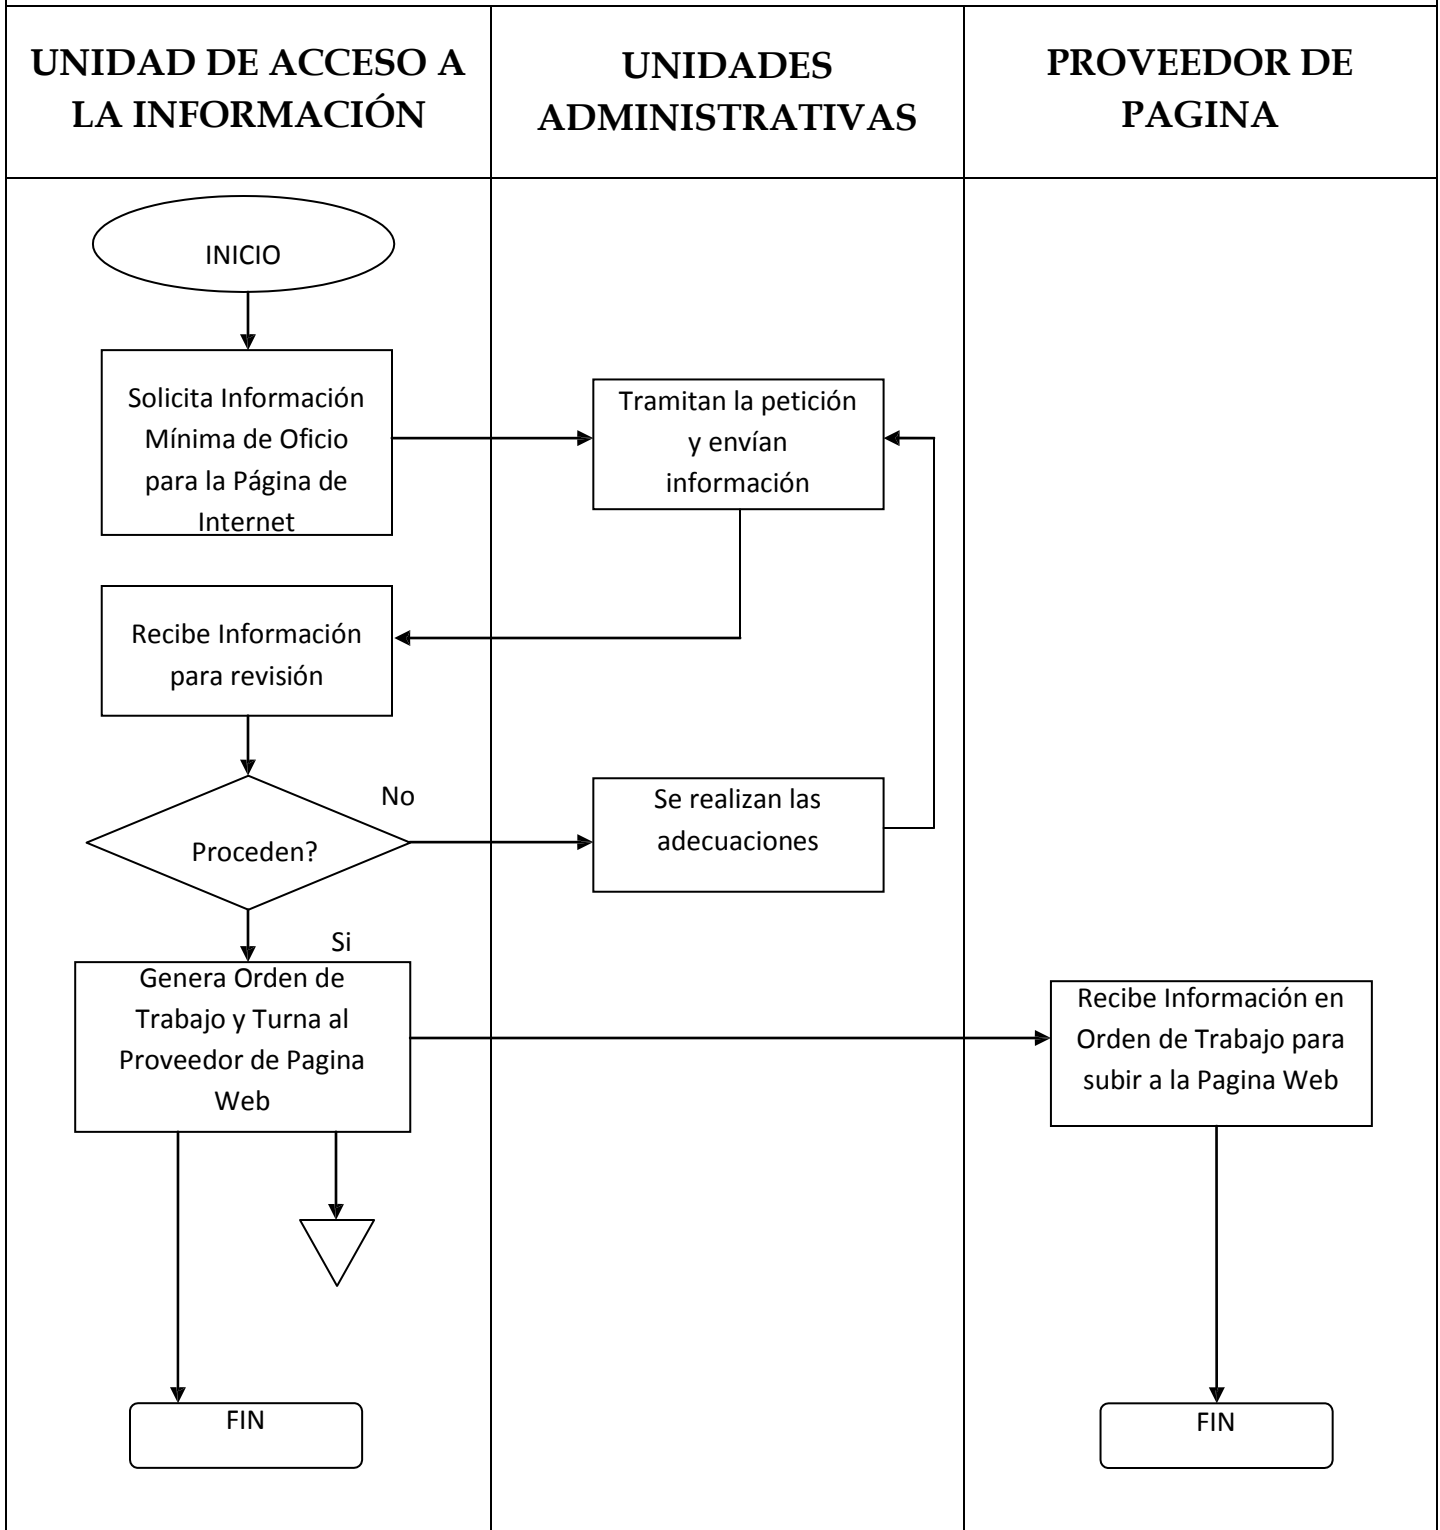 UNIDAD DE ACCESO A
LA INFORMACIÓN
UNIDADES
ADMINISTRATIVAS
PROVEEDOR DE
PAGINA
INICIO
Solicita Información
Mínima de Oficio
para la Página de
Internet
Tramitan la petición
y envían
información
Recibe Información
para revisión
Proceden?
No
Se realizan las
adecuaciones
Si
Genera Orden de
Trabajo y Turna al
Proveedor de Pagina
Web
Recibe Información en
Orden de Trabajo para
subir a la Pagina Web
FIN
FIN